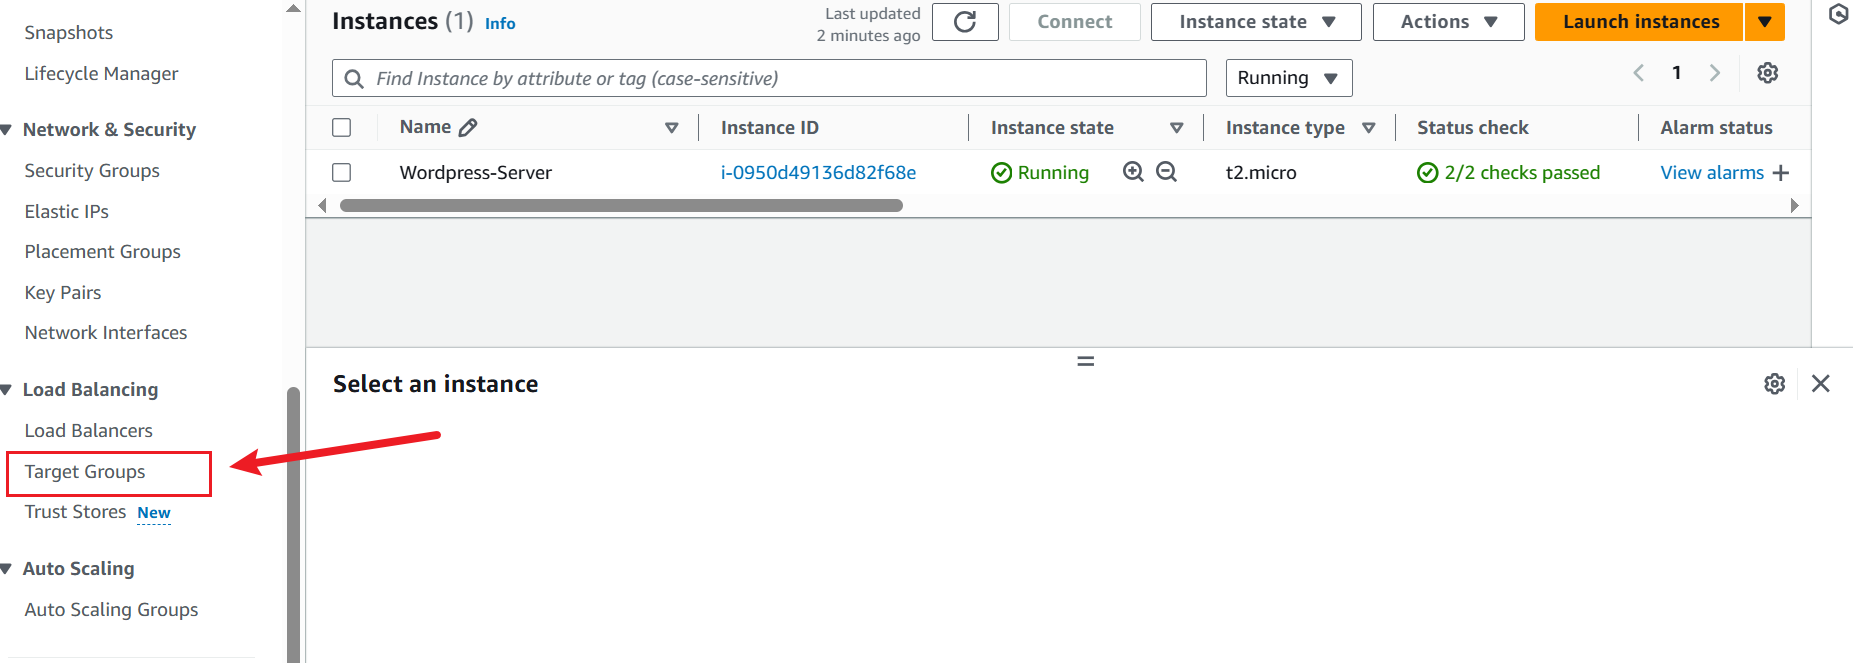 Snapshots
Lifecycle Manager
Network & Security
Security Groups
Elastic IPs
Placement Groups
Key Pairs
Network Interfaces
Load Balancing
Load Balancers
Target Groups
Trust Stores New
Auto Scaling
Auto Scaling Groups
Instances (1) Info
Last updated
2 minutes ago
Connect
Instance state
Actions
Launch instances
Find Instance by attribute or tag (case-sensitive)
Running
1
Name Instance ID Instance state Instance type Status check Alarm status
Wordpress-Server i-0950d49136d82f68e Running t2.micro 2/2 checks passed View alarms
Select an instance